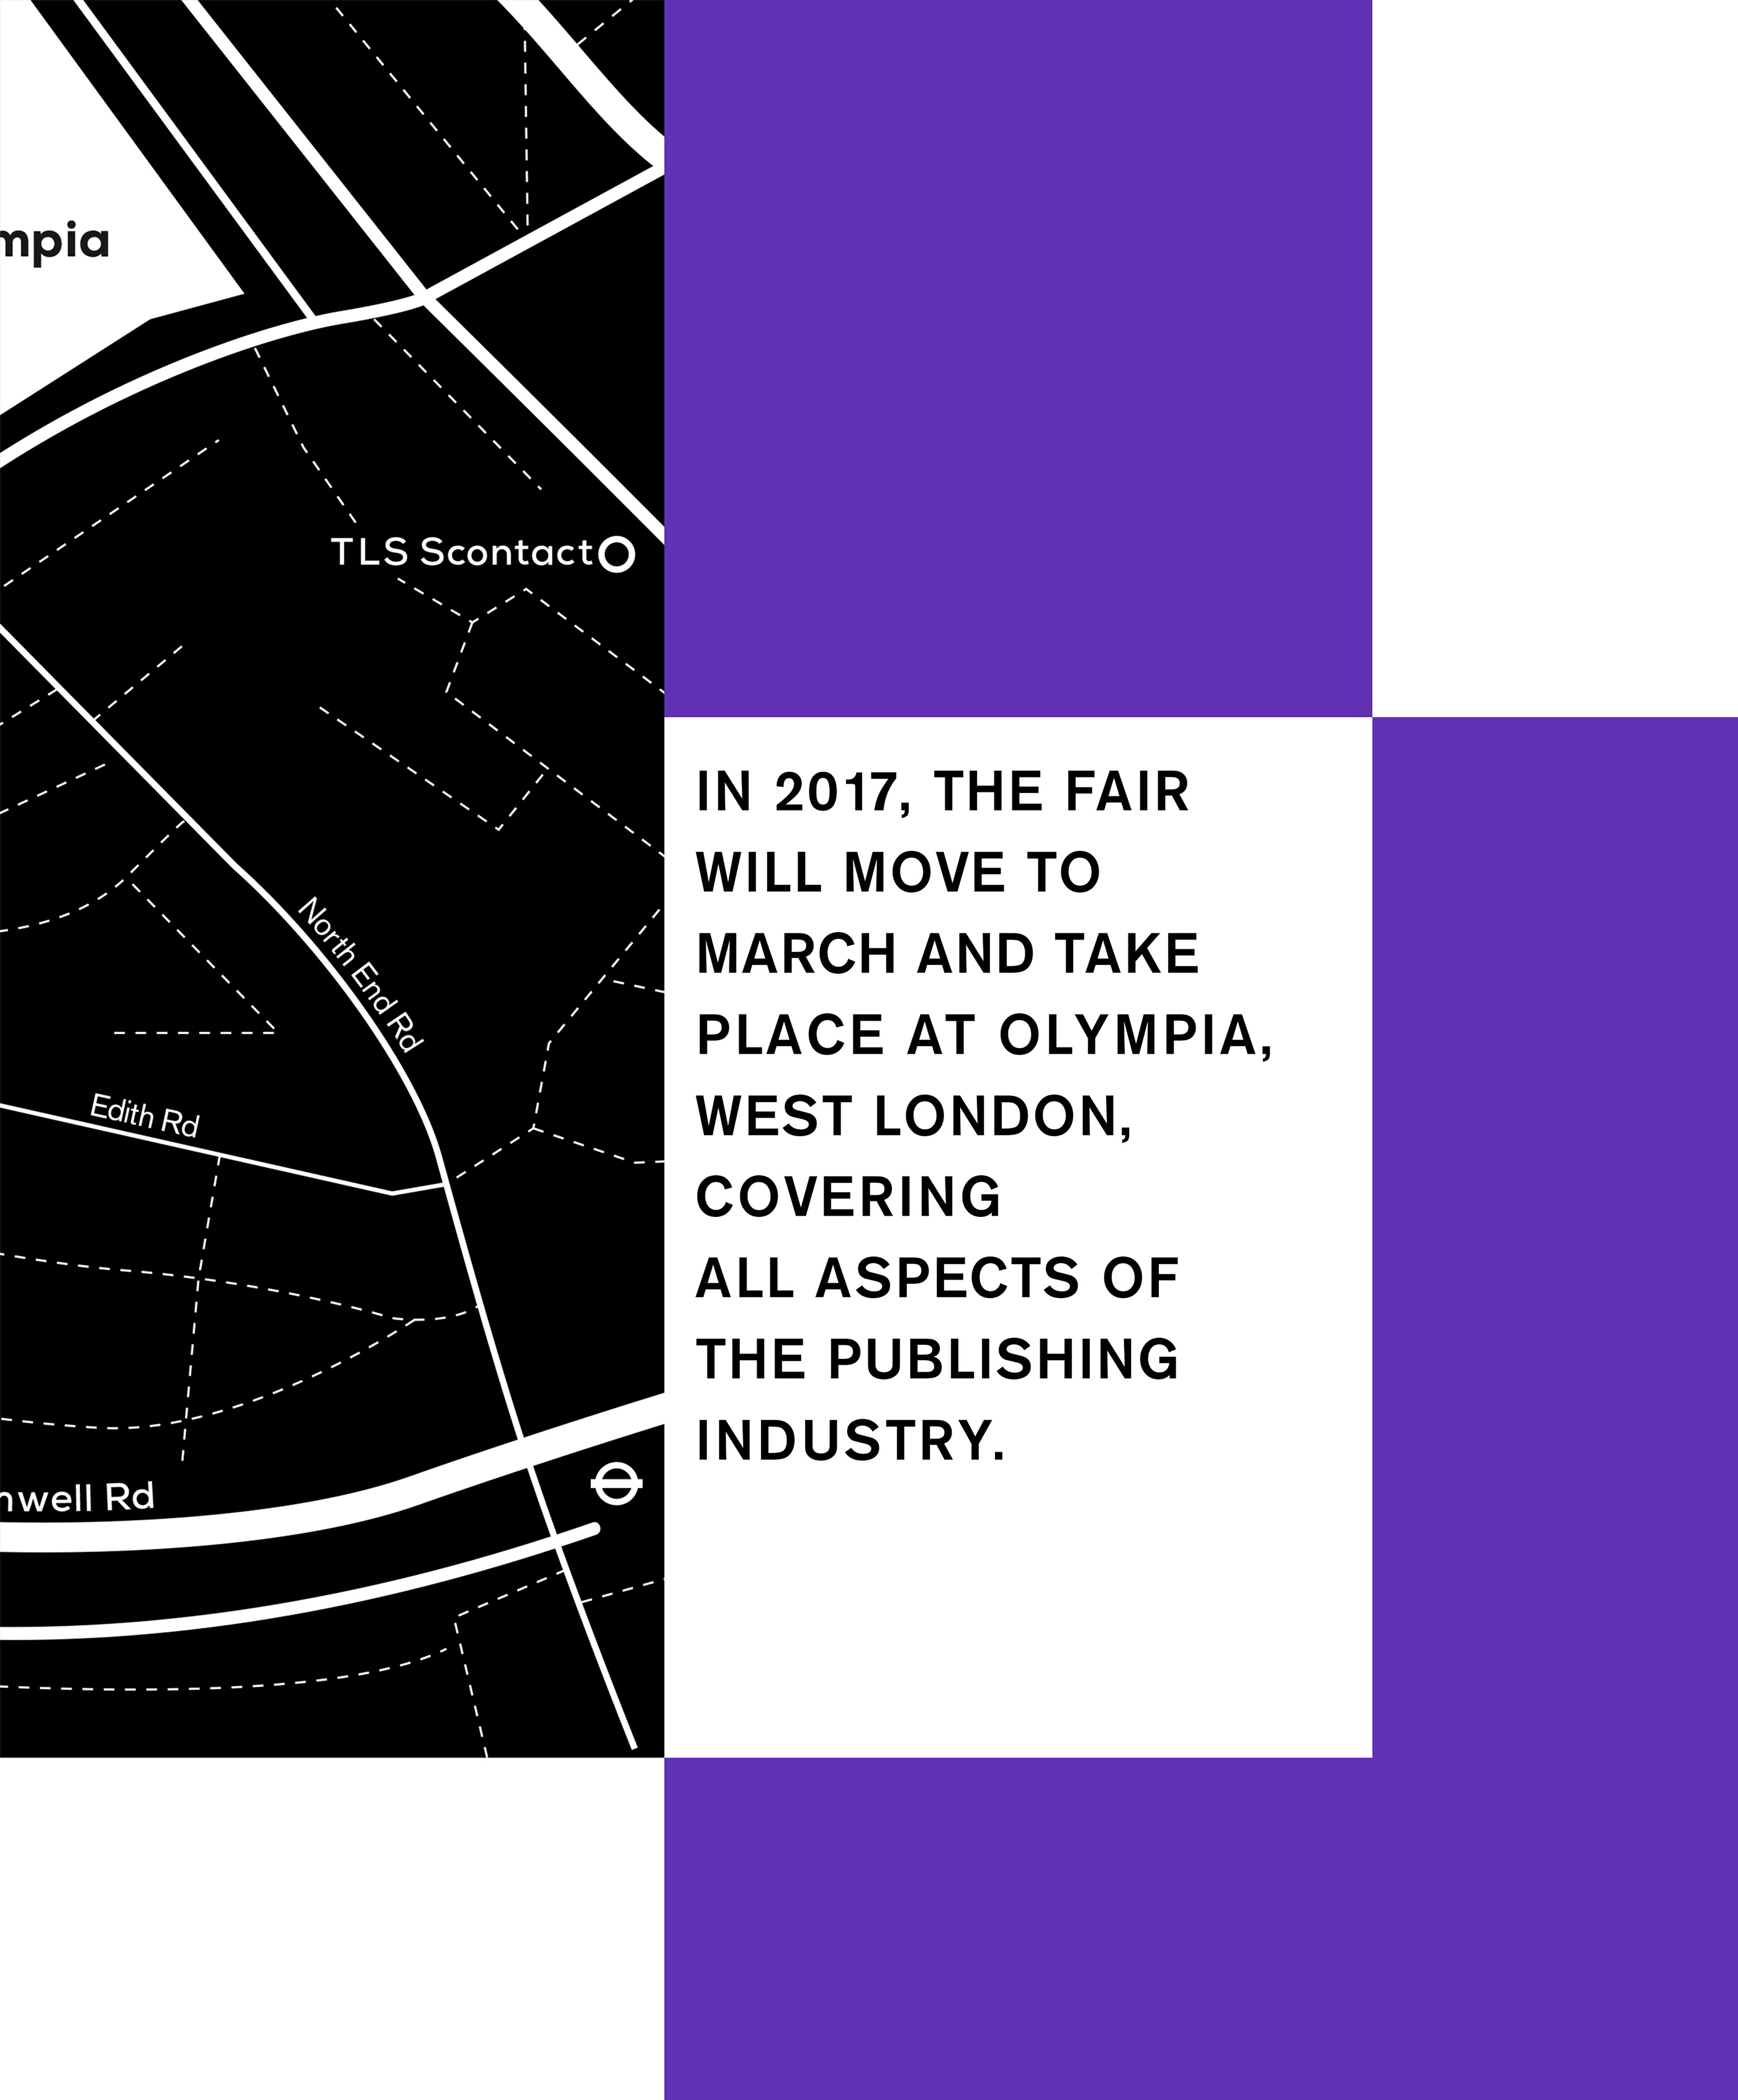 mpia
TLS Scontact
North End Rd
Edith Rd
nwell Rd
IN 2017, THE FAIR
WILL MOVE TO
MARCH AND TAKE
PLACE AT OLYMPIA,
WEST LONDON,
COVERING
ALL ASPECTS OF
THE PUBLISHING
INDUSTRY.